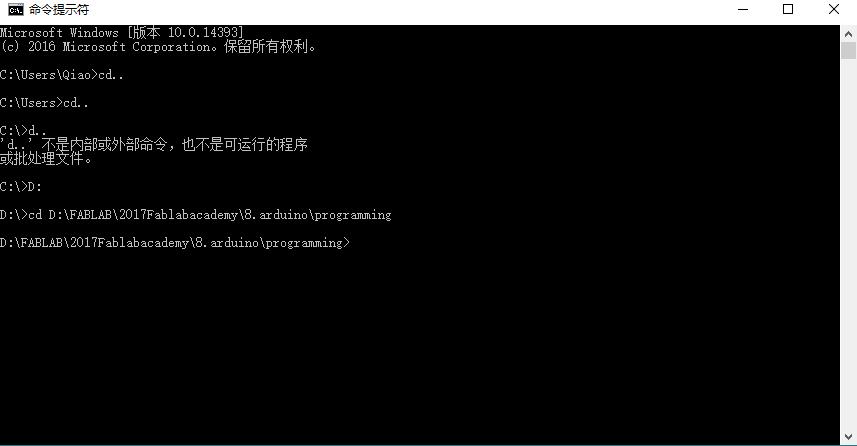 命令提示符
Microsoft Windows [版本 10.0.14393]
(c) 2016 Microsoft Corporation。保留所有权利。
C:\Users\Qiao>cd..
C:\Users>cd..
C:\>d..
'd..' 不是内部或外部命令，也不是可运行的程序
或批处理文件。
C:\>D:
D:\>cd D:\FABLAB\2017Fablabacademy\8.arduino\programming
D:\FABLAB\2017Fablabacademy\8.arduino\programming>